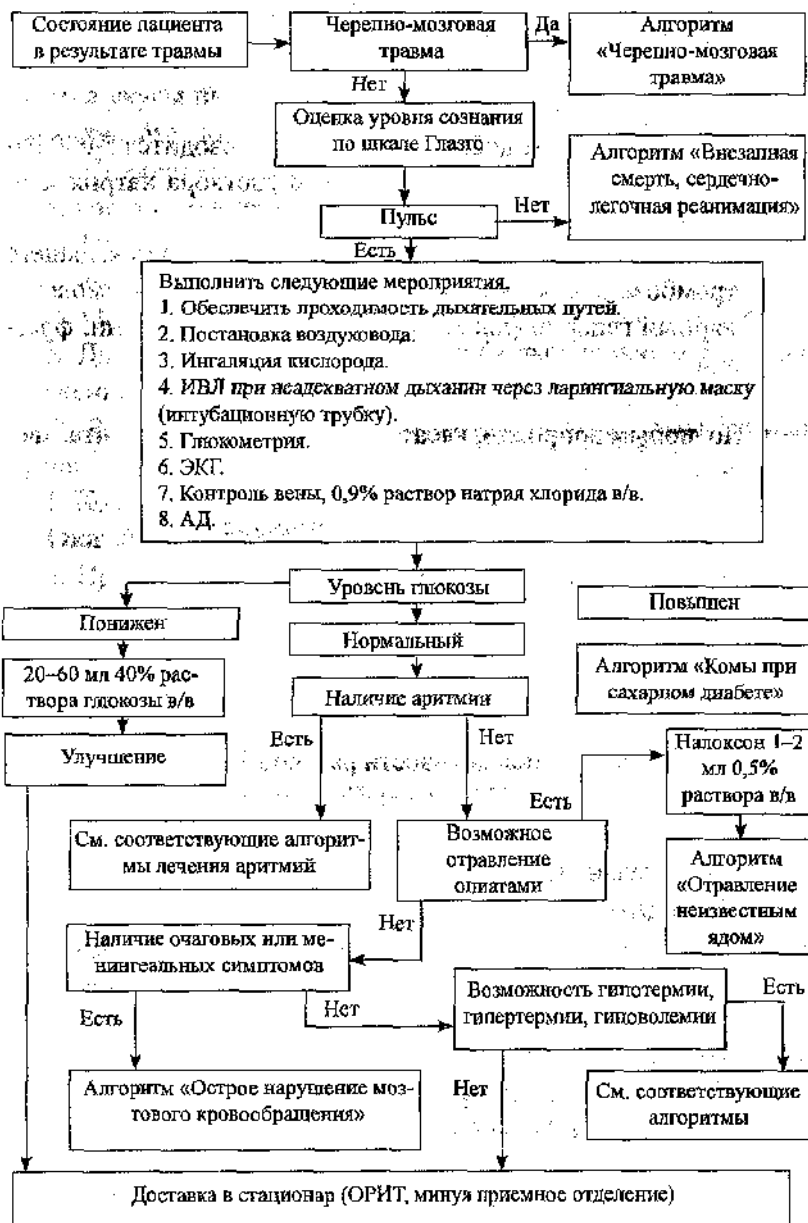 Состояние пациента
в результате травмы
Черепно-мозговая
травма
Да
Алгоритм
«Черепно-мозговая
травма»
Нет
Оценка уровня сознания
по шкале Глазго
Алгоритм «Внезапная
смерть, сердечно-
легочная реанимация»
Пульс
Нет
Есть
Выполнить следующие мероприятия.
1. Обеспечить проходимость дыхательных путей.
2. Постановка воздуховода.
3. Ингаляция кислорода.
4. ИВЛ при неадекватном дыхании через ларингиальную маску
(интубационную трубку).
5. Глюкометрия.
6. ЭКГ.
7. Контроль вены, 0,9% раствор натрия хлорида в/в.
8. АД.
Уровень глюкозы
Понижен
Нормальный
Повышен
20–60 мл 40% рас-
твора глюкозы в/в
Наличие аритмии
Алгоритм «Комы при
сахарном диабете»
Улучшение
Есть
Нет
Есть
Налоксон 1–2
мл 0,5%
раствора в/в
См. соответствующие алгорит-
мы лечения аритмий
Возможное
отравление
опиатами
Алгоритм
«Отравление
неизвестным
ядом»
Нет
Наличие очаговых или ме-
нингеальных симптомов
Есть
Нет
Возможность гипотермии,
гипертермии, гиповолемии
Есть
Алгоритм «Острое нарушение моз-
гового кровообращения»
Нет
См. соответствующие
алгоритмы
Доставка в стационар (ОРИТ, минуя приемное отделение)